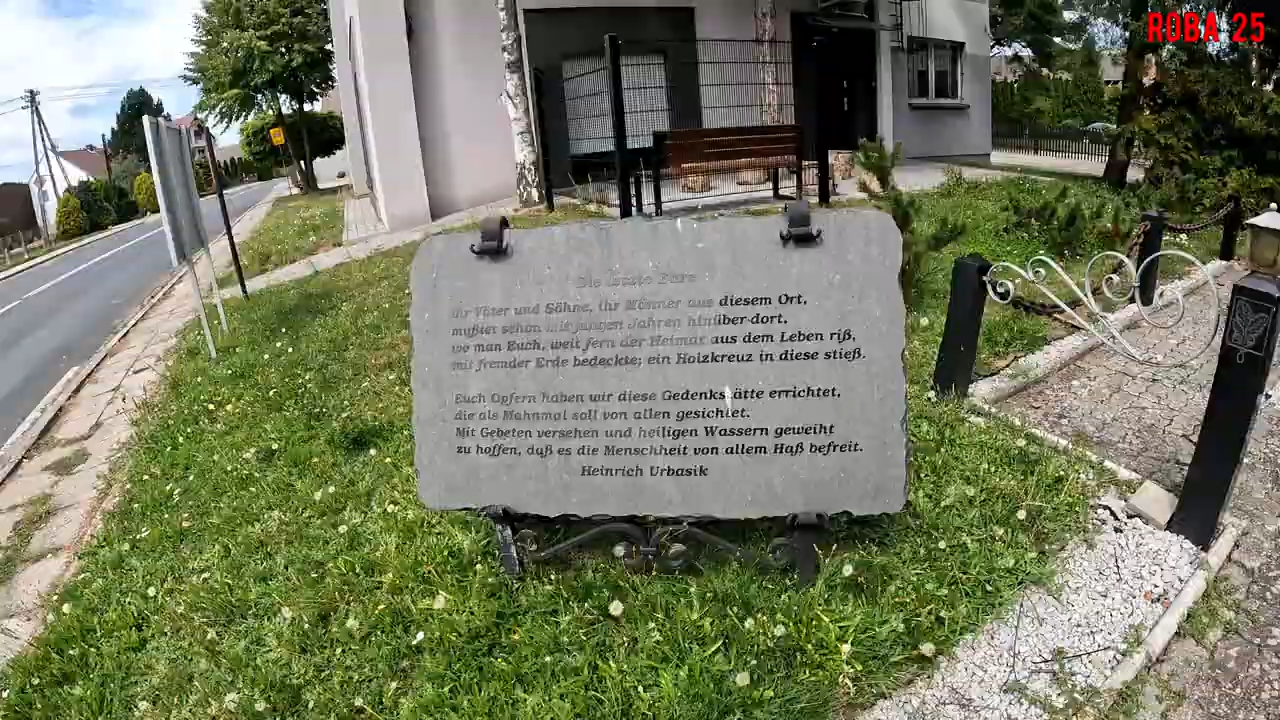 ROBA 25
Die letzte Ehre
Ihr Väter und Söhne, Ihr Männer aus diesem Ort,
mußtet schon mit jungen Jahren hinüber dort,
wo man Euch, weit fern der Heimat aus dem Leben riß,
mit fremder Erde bedeckte; ein Holzkreuz in diese stieß.
Euch Opfern haben wir diese Gedenkstätte errichtet,
die als Mahnmal soll von allen gesichtet.
Mit Gebeten versehen und heiligen Wassern geweiht
zu hoffen, daß es die Menschheit von allem Haß befreit.
Heinrich Urbasik